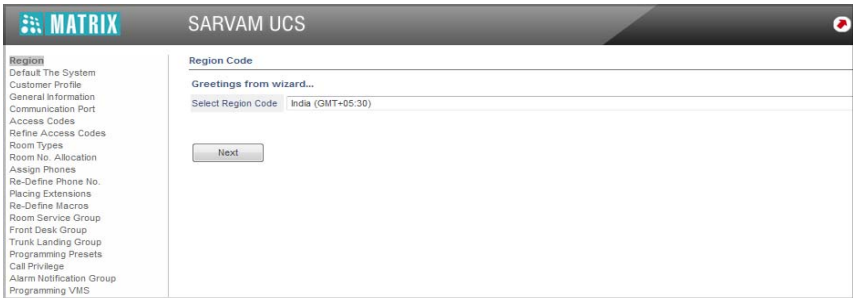 MATRIX SARVAM UCS
Region
Default The System
Customer Profile
General Information
Communication Port
Access Codes
Refine Access Codes
Room Types
Room No. Allocation
Assign Phones
Re-Define Phone No.
Placing Extensions
Re-Define Macros
Room Service Group
Front Desk Group
Trunk Landing Group
Programming Presets
Call Privilege
Alarm Notification Group
Programming VMS
Region Code
Greetings from wizard...
Select Region Code India (GMT+05:30)
Next